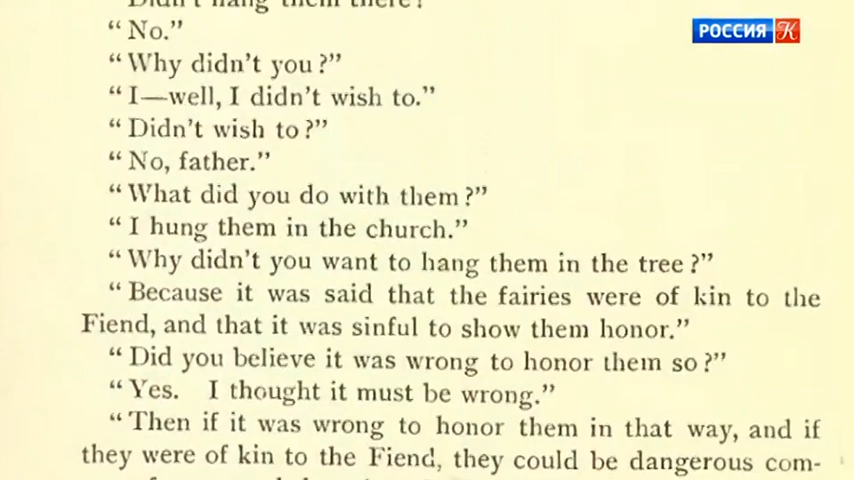 "Didn't hang them there?
"No."
РОССИЯ К
"Why didn't you?"
"I—well, I didn't wish to."
"Didn't wish to?"
"No, father."
"What did you do with them?"
"I hung them in the church."
"Why didn't you want to hang them in the tree?"
"Because it was said that the fairies were of kin to the
Fiend, and that it was sinful to show them honor."
"Did you believe it was wrong to honor them so?"
"Yes. I thought it must be wrong."
"Then if it was wrong to honor them in that way, and if
they were of kin to the Fiend, they could be dangerous com-